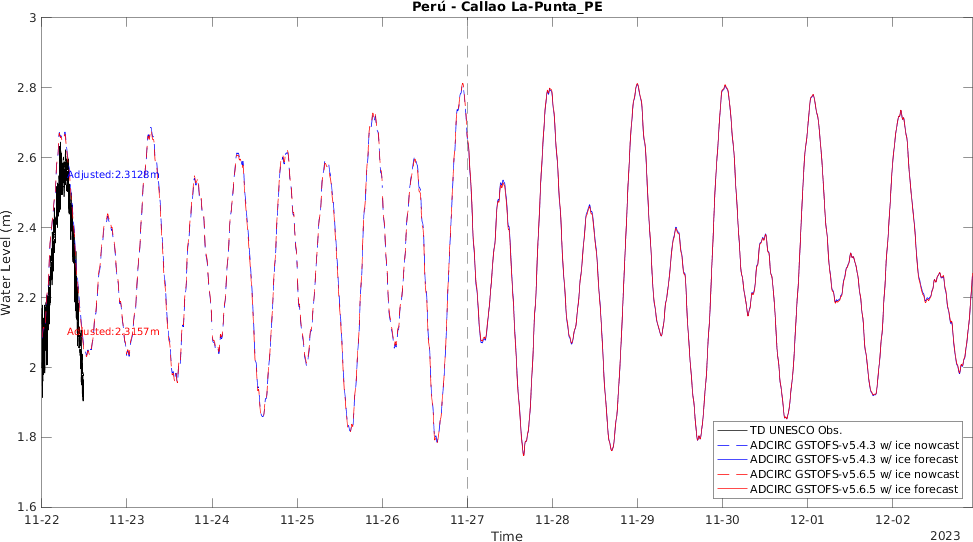 Perú - Callao La-Punta_PE
3
2.8
2.6
2.4
2.2
2
1.8
1.6
Water Level (m)
Adjusted:2.3128m
Adjusted:2.3157m
TD UNESCO Obs.
ADCIRC GSTOFS-v5.4.3 w/ ice nowcast
ADCIRC GSTOFS-v5.4.3 w/ ice forecast
ADCIRC GSTOFS-v5.6.5 w/ ice nowcast
ADCIRC GSTOFS-v5.6.5 w/ ice forecast
11-22 11-23 11-24 11-25 11-26 11-27 11-28 11-29 11-30 12-01 12-02
Time
2023